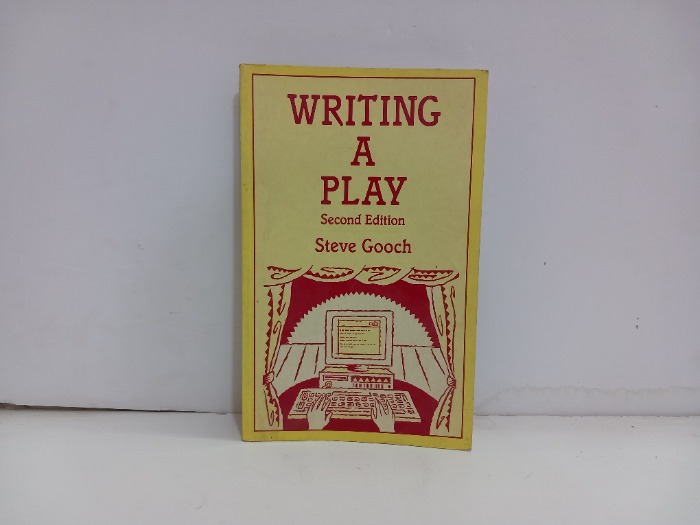 WRITING
A
PLAY
Second Edition
Steve Gooch